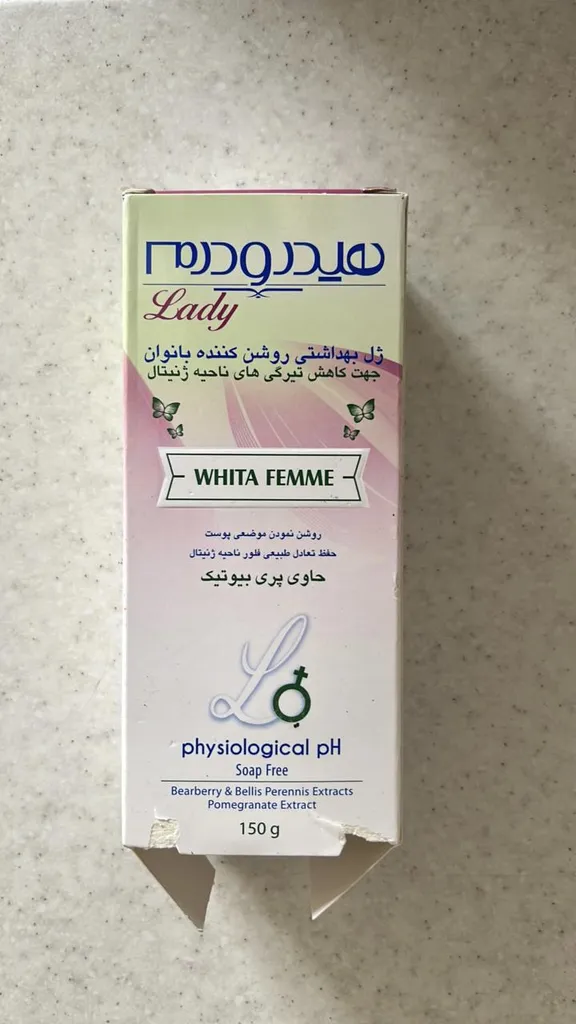 هیدرودرم
Lady
ژل بهداشتی روشن کننده بانوان
جهت کاهش تیرگی های ناحیه ژنیتال
WHITA FEMME
روشن نمودن موضعی پوست
حفظ تعادل طبیعی فلور ناحیه ژنیتال
حاوی پری بیوتیک
physiological pH
Soap Free
Bearberry & Bellis Perennis Extracts
Pomegranate Extract
150 g